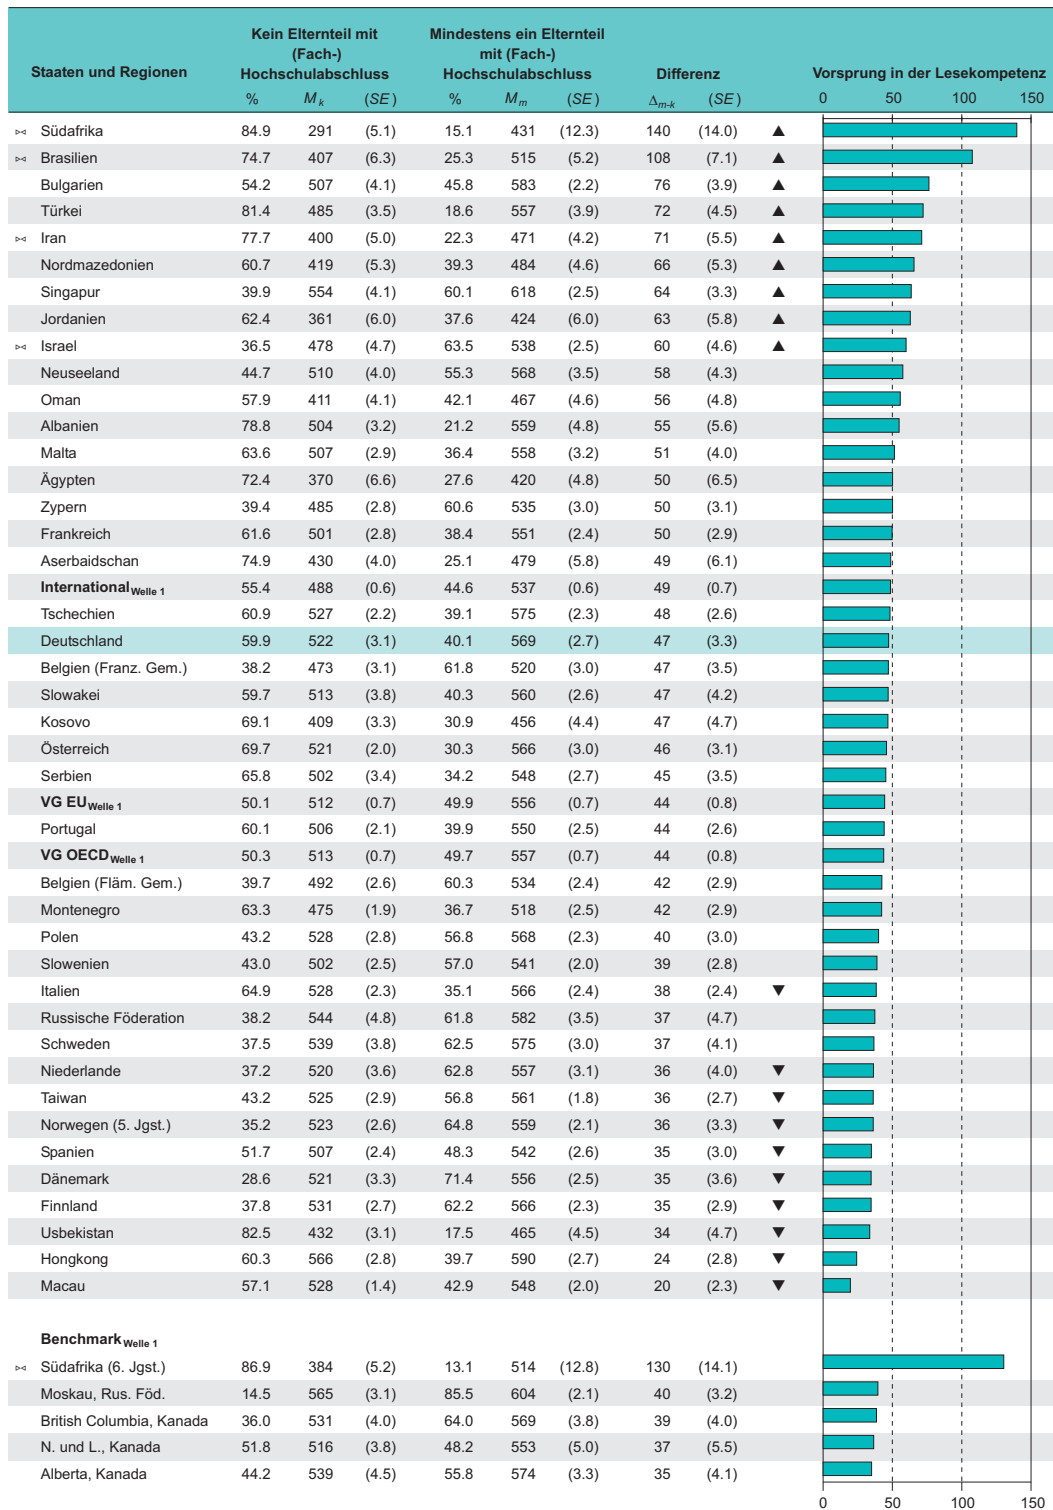 Staaten und Regionen
Kein Elternteil mit (Fach-) Hochschulabschluss
Mindestens ein Elternteil mit (Fach-) Hochschulabschluss
Differenz
Vorsprung in der Lesekompetenz
% M k (SE) % M m (SE) Δ m-k (SE) 0 50 100 150
⋈ Südafrika 84.9 291 (5.1) 15.1 431 (12.3) 140 (14.0) ▲
⋈ Brasilien 74.7 407 (6.3) 25.3 515 (5.2) 108 (7.1) ▲
Bulgarien 54.2 507 (4.1) 45.8 583 (2.2) 76 (3.9) ▲
Türkei 81.4 485 (3.5) 18.6 557 (3.9) 72 (4.5) ▲
⋈ Iran 77.7 400 (5.0) 22.3 471 (4.2) 71 (5.5) ▲
Nordmazedonien 60.7 419 (5.3) 39.3 484 (4.6) 66 (5.3) ▲
Singapur 39.9 554 (4.1) 60.1 618 (2.5) 64 (3.3) ▲
Jordanien 62.4 361 (6.0) 37.6 424 (6.0) 63 (5.8) ▲
⋈ Israel 36.5 478 (4.7) 63.5 538 (2.5) 60 (4.6) ▲
Neuseeland 44.7 510 (4.0) 55.3 568 (3.5) 58 (4.3)
Oman 57.9 411 (4.1) 42.1 467 (4.6) 56 (4.8)
Albanien 78.8 504 (3.2) 21.2 559 (4.8) 55 (5.6)
Malta 63.6 507 (2.9) 36.4 558 (3.2) 51 (4.0)
Ägypten 72.4 370 (6.6) 27.6 420 (4.8) 50 (6.5)
Zypern 39.4 485 (2.8) 60.6 535 (3.0) 50 (3.1)
Frankreich 61.6 501 (2.8) 38.4 551 (2.4) 50 (2.9)
Aserbaidschan 74.9 430 (4.0) 25.1 479 (5.8) 49 (6.1)
International Welle 1 55.4 488 (0.6) 44.6 537 (0.6) 49 (0.7)
Tschechien 60.9 527 (2.2) 39.1 575 (2.3) 48 (2.6)
Deutschland 59.9 522 (3.1) 40.1 569 (2.7) 47 (3.3)
Belgien (Franz. Gem.) 38.2 473 (3.1) 61.8 520 (3.0) 47 (3.5)
Slowakei 59.7 513 (3.8) 40.3 560 (2.6) 47 (4.2)
Kosovo 69.1 409 (3.3) 30.9 456 (4.4) 47 (4.7)
Österreich 69.7 521 (2.0) 30.3 566 (3.0) 46 (3.1)
Serbien 65.8 502 (3.4) 34.2 548 (2.7) 45 (3.5)
VG EU Welle 1 50.1 512 (0.7) 49.9 556 (0.7) 44 (0.8)
Portugal 60.1 506 (2.1) 39.9 550 (2.5) 44 (2.6)
VG OECD Welle 1 50.3 513 (0.7) 49.7 557 (0.7) 44 (0.8)
Belgien (Fläm. Gem.) 39.7 492 (2.6) 60.3 534 (2.4) 42 (2.9)
Montenegro 63.3 475 (1.9) 36.7 518 (2.5) 42 (2.9)
Polen 43.2 528 (2.8) 56.8 568 (2.3) 40 (3.0)
Slowenien 43.0 502 (2.5) 57.0 541 (2.0) 39 (2.8)
Italien 64.9 528 (2.3) 35.1 566 (2.4) 38 (2.4) ▼
Russische Föderation 38.2 544 (4.8) 61.8 582 (3.5) 37 (4.7)
Schweden 37.5 539 (3.8) 62.5 575 (3.0) 37 (4.1)
Niederlande 37.2 520 (3.6) 62.8 557 (3.1) 36 (4.0) ▼
Taiwan 43.2 525 (2.9) 56.8 561 (1.8) 36 (2.7) ▼
Norwegen (5. Jgst.) 35.2 523 (2.6) 64.8 559 (2.1) 36 (3.3) ▼
Spanien 51.7 507 (2.4) 48.3 542 (2.6) 35 (3.0) ▼
Dänemark 28.6 521 (3.3) 71.4 556 (2.5) 35 (3.6) ▼
Finnland 37.8 531 (2.7) 62.2 566 (2.3) 35 (2.9) ▼
Usbekistan 82.5 432 (3.1) 17.5 465 (4.5) 34 (4.7) ▼
Hongkong 60.3 566 (2.8) 39.7 590 (2.7) 24 (2.8) ▼
Macau 57.1 528 (1.4) 42.9 548 (2.0) 20 (2.3) ▼
Benchmark Welle 1
⋈ Südafrika (6. Jgst.) 86.9 384 (5.2) 13.1 514 (12.8) 130 (14.1)
Moskau, Rus. Föd. 14.5 565 (3.1) 85.5 604 (2.1) 40 (3.2)
British Columbia, Kanada 36.0 531 (4.0) 64.0 569 (3.8) 39 (4.0)
N. und L., Kanada 51.8 516 (3.8) 48.2 553 (5.0) 37 (5.5)
Alberta, Kanada 44.2 539 (4.5) 55.8 574 (3.3) 35 (4.1)
0 50 100 150